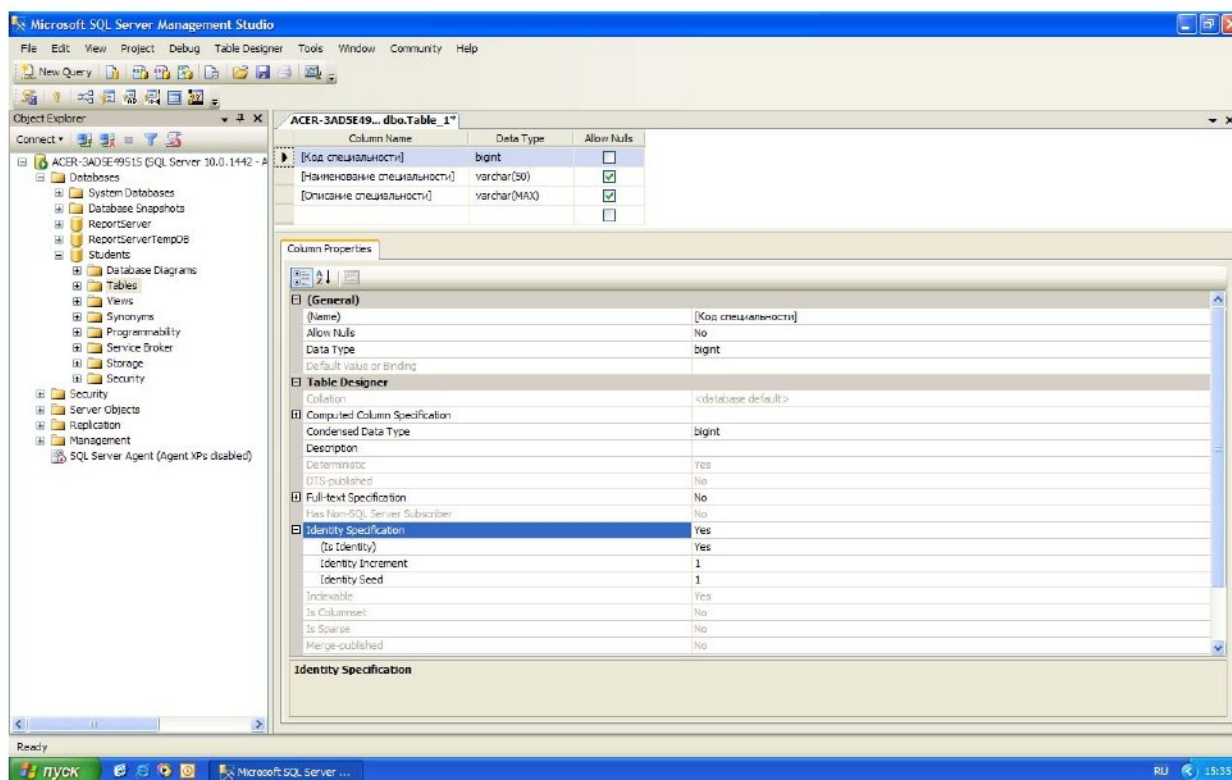 Microsoft SQL Server Management Studio
File Edit View Project Debug Table Designer Tools Window Community Help
New Query
Object Explorer
Connect
ACER-3AD5E49515 (SQL Server 10.0.1442 - A
Databases
System Databases
Database Snapshots
ReportServer
ReportServerTempDB
Students
Database Diagrams
Tables
Views
Synonyms
Programmability
Service Broker
Storage
Security
Security
Server Objects
Replication
Management
SQL Server Agent (Agent XPs disabled)
ACER-3AD5E49... dbo.Table_1*
Column Name Data Type Allow Nulls
[Код специальности] bigint
[Наименование специальности] varchar(50)
[Описание специальности] varchar(MAX)
Column Properties
(General)
(Name) [Код специальности]
Allow Nulls No
Data Type bigint
Default Value or Binding
Table Designer
Collation <database default>
Computed Column Specification
Condensed Data Type bigint
Description
Deterministic Yes
DTS-published No
Full-text Specification No
Has Non-SQL Server Subscriber No
Identity Specification Yes
(Is Identity) Yes
Identity Increment 1
Identity Seed 1
Indexable Yes
Is Columnset No
Is Sparse No
Merge-published No
Identity Specification
Ready
пуск Microsoft SQL Server ... RU 15:35